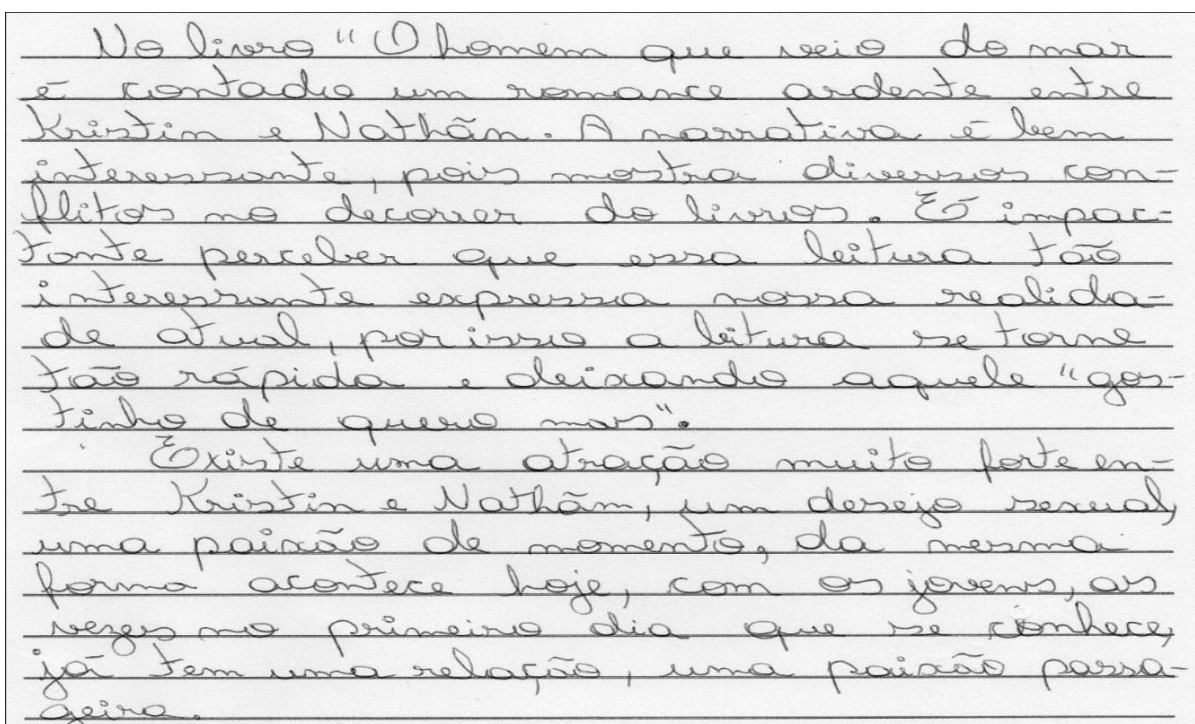 No livro "O homem que veio do mar
é contado um romance ardente entre
Kristin e Nathãn. A narrativa é bem
interessante, pois mostra diversos con-
flitos no decorrer do livros. É impac-
tante perceber que essa leitura tão
interessante expressa nossa realida-
de atual, por isso a leitura se torne
tão rápida e deixando aquele "gos-
tinho de quero mais".
Existe uma atração muito forte en-
tre Kristin e Nathãm, um desejo sexual,
uma paixão de momento, da mesma
forma acontece hoje, com os jovens, as
vezes no primeiro dia que se conhece,
já tem uma relação, uma paixão passa-
geira.